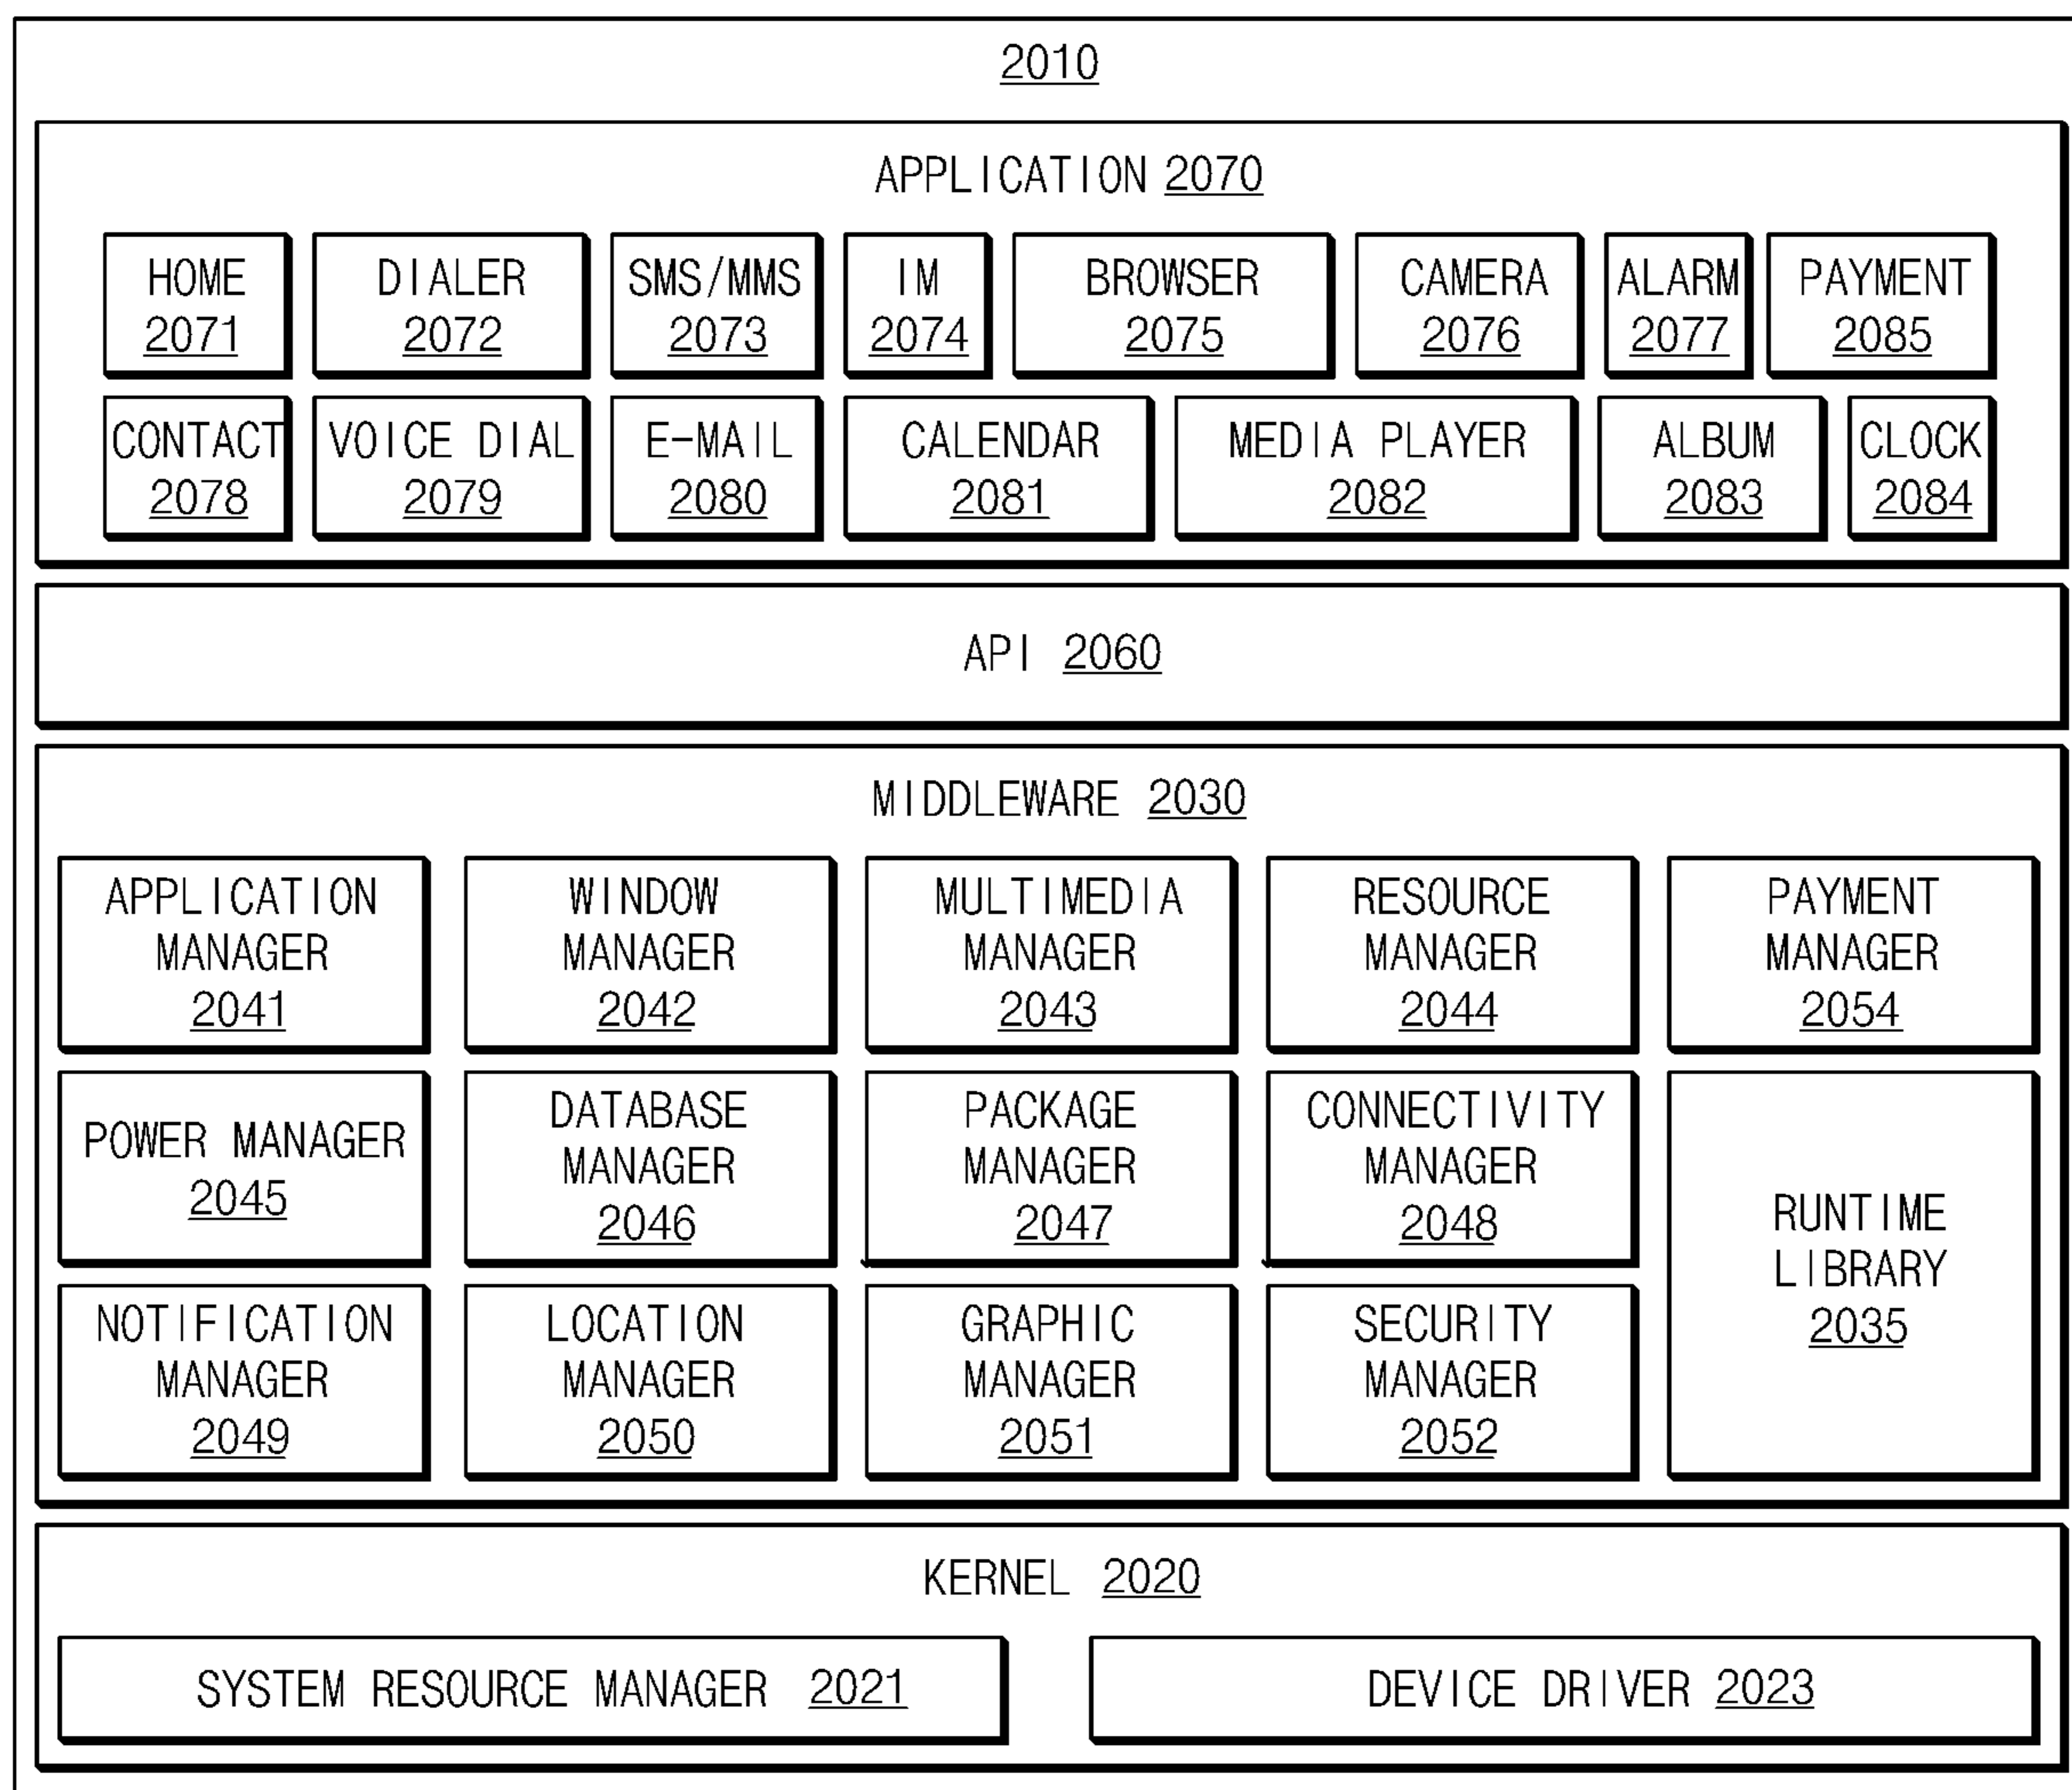 2010
APPLICATION 2070
HOME
2071
DIALER
2072
SMS/MMS
2073
IM
2074
BROWSER
2075
CAMERA
2076
ALARM
2077
PAYMENT
2085
CONTACT
2078
VOICE DIAL
2079
E-MAIL
2080
CALENDAR
2081
MEDIA PLAYER
2082
ALBUM
2083
CLOCK
2084
API 2060
MIDDLEWARE 2030
APPLICATION
MANAGER
2041
WINDOW
MANAGER
2042
MULTIMEDIA
MANAGER
2043
RESOURCE
MANAGER
2044
PAYMENT
MANAGER
2054
POWER MANAGER
2045
DATABASE
MANAGER
2046
PACKAGE
MANAGER
2047
CONNECTIVITY
MANAGER
2048
RUNTIME
LIBRARY
2035
NOTIFICATION
MANAGER
2049
LOCATION
MANAGER
2050
GRAPHIC
MANAGER
2051
SECURITY
MANAGER
2052
KERNEL 2020
SYSTEM RESOURCE MANAGER 2021
DEVICE DRIVER 2023